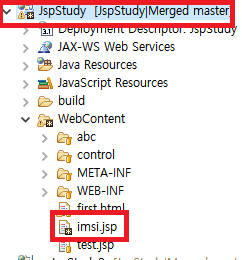 JspStudy [JspStudy|Merged master
Deployment Descriptor: JspStudy
JAX-WS Web Services
Java Resources
JavaScript Resources
build
WebContent
abc
control
META-INF
WEB-INF
first.html
imsi.jsp
test.jsp